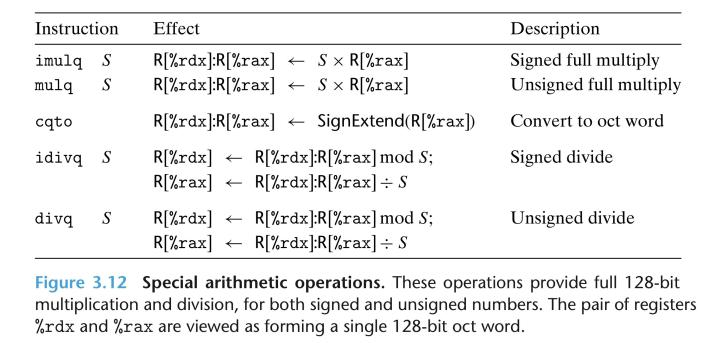 Instruction Effect Description
imulq S R[%rdx]:R[%rax] ← S × R[%rax] Signed full multiply
mulq S R[%rdx]:R[%rax] ← S × R[%rax] Unsigned full multiply
cqto R[%rdx]:R[%rax] ← SignExtend(R[%rax]) Convert to oct word
idivq S R[%rdx] ← R[%rdx]:R[%rax] mod S; Signed divide
R[%rax] ← R[%rdx]:R[%rax] ÷ S
divq S R[%rdx] ← R[%rdx]:R[%rax] mod S; Unsigned divide
R[%rax] ← R[%rdx]:R[%rax] ÷ S
Figure 3.12 Special arithmetic operations. These operations provide full 128-bit
multiplication and division, for both signed and unsigned numbers. The pair of registers
%rdx and %rax are viewed as forming a single 128-bit oct word.